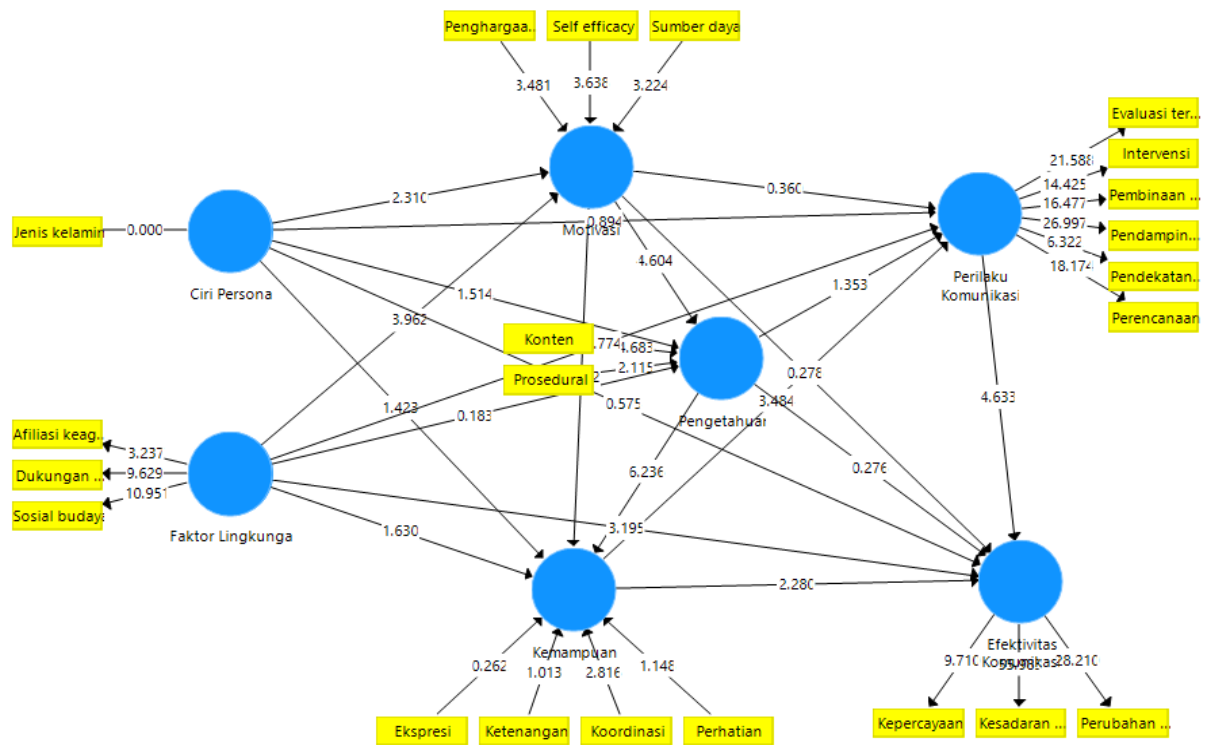 Penghargaa..
Self efficacy
Sumber daya
3.481
3.638
3.224
Evaluasi ter...
Intervensi
Pembinaan ...
Pendampin...
Pendekatan...
Perencanaan
21.588
14.425
16.477
26.997
6.322
18.174
Jenis kelamin
0.000
Ciri Persona
2.310
Motivasi
0.360
0.894
Perilaku
Komunikasi
4.604
1.514
1.353
3.962
Konten
Prosedural
.774
4.683
2.115
2
0.183
Pengetahuan
0.278
3.484
0.575
4.633
1.423
Afiliasi keag..
Dukungan ...
Sosial budaya
3.237
9.629
10.951
Faktor Lingkunga
6.236
0.276
1.630
3.195
2.280
Kemampuan
Efektivitas
Komunikasi
0.262
1.013
2.816
1.148
9.710
28.210
Ekspresi
Ketenangan
Koordinasi
Perhatian
Kepercayaan
Kesadaran ...
Perubahan ...